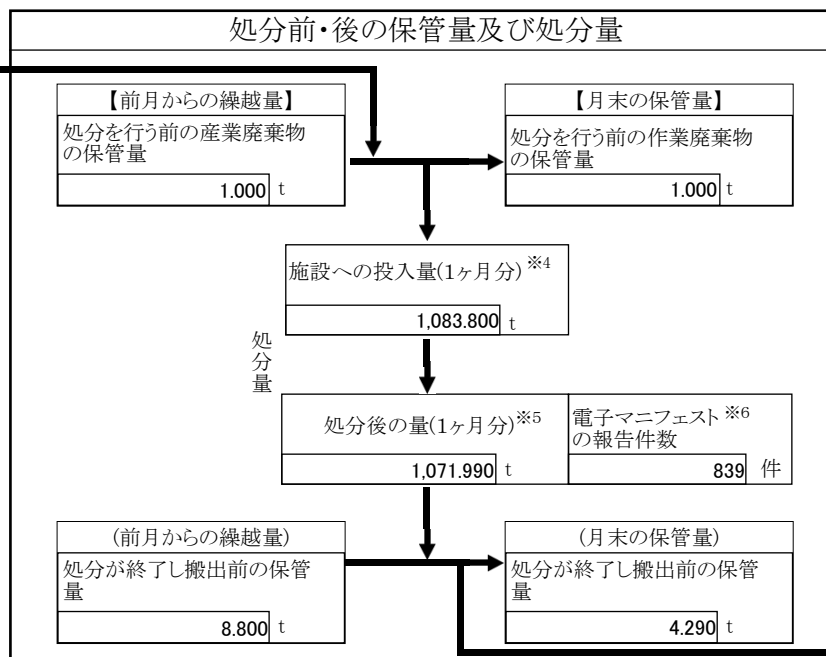 処分前・後の保管量及び処分量
【前月からの繰越量】
処分を行う前の産業廃棄物
の保管量
1.000 t
【月末の保管量】
処分を行う前の作業廃棄物
の保管量
1.000 t
施設への投入量(1ヶ月分)※4
1,083.800 t
処分量
処分後の量(1ヶ月分)※5
1,071.990 t
電子マニフェスト※6
の報告件数
839 件
(前月からの繰越量)
処分が終了し搬出前の保管
量
8.800 t
(月末の保管量)
処分が終了し搬出前の保管
量
4.290 t